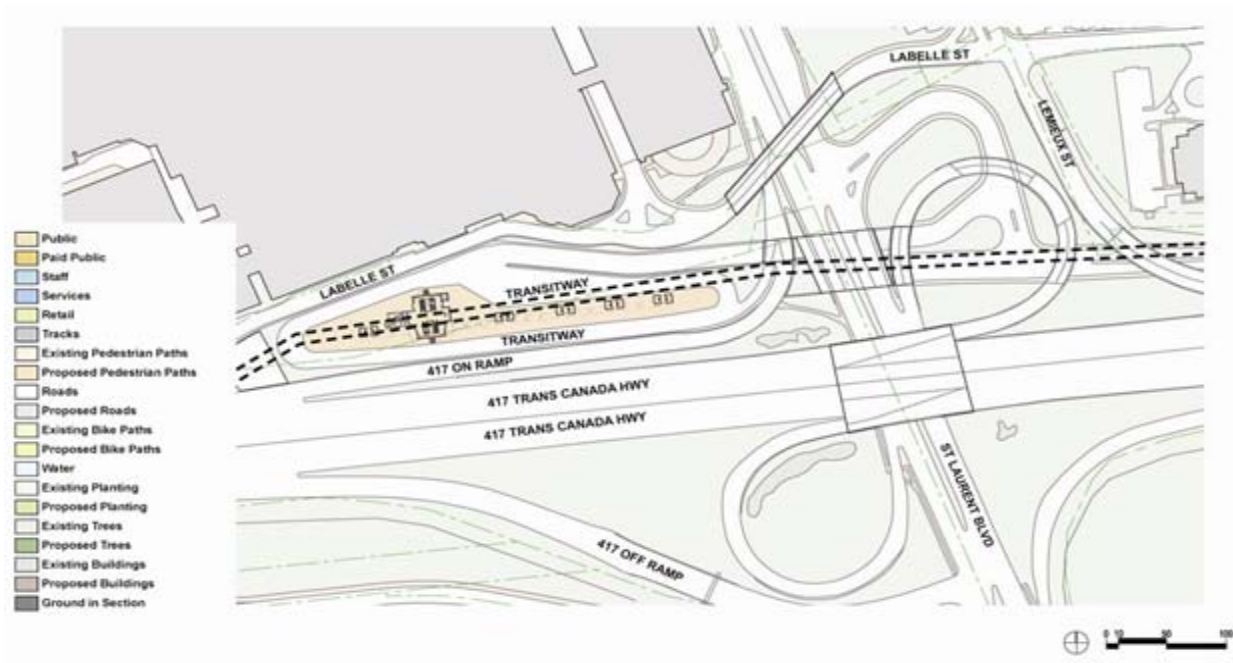 LABELLE ST
LEMIEUX ST
LABELLE ST
TRANSITWAY
TRANSITWAY
417 ON RAMP
417 TRANS CANADA HWY
417 TRANS CANADA HWY
ST LAURENT BLVD
417 OFF RAMP
Public
Paid Public
Staff
Services
Retail
Tracks
Existing Pedestrian Paths
Proposed Pedestrian Paths
Roads
Proposed Roads
Existing Bike Paths
Proposed Bike Paths
Water
Existing Planting
Proposed Planting
Existing Trees
Proposed Trees
Existing Buildings
Proposed Buildings
Ground in Section
0 10 50 100